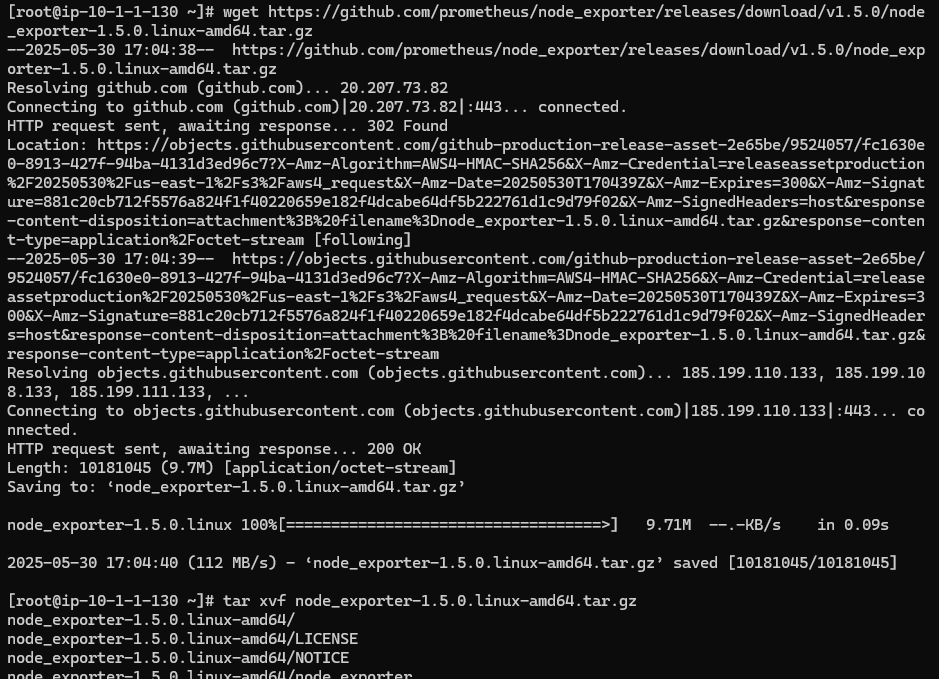 [root@ip-10-1-1-130 ~]# wget https://github.com/prometheus/node_exporter/releases/download/v1.5.0/node
_exporter-1.5.0.linux-amd64.tar.gz
--2025-05-30 17:04:38--  https://github.com/prometheus/node_exporter/releases/download/v1.5.0/node_exp
orter-1.5.0.linux-amd64.tar.gz
Resolving github.com (github.com)... 20.207.73.82
Connecting to github.com (github.com)|20.207.73.82|:443... connected.
HTTP request sent, awaiting response... 302 Found
Location: https://objects.githubusercontent.com/github-production-release-asset-2e65be/9524057/fc1630e
0-8913-427f-94ba-4131d3ed96c7?X-Amz-Algorithm=AWS4-HMAC-SHA256&X-Amz-Credential=releaseassetproduction
%2F20250530%2Fus-east-1%2Fs3%2Faws4_request&X-Amz-Date=20250530T170439Z&X-Amz-Expires=300&X-Amz-Signat
ure=881c20cb712f5576a824f1f40220659e182f4dcabe64df5b222761d1c9d79f02&X-Amz-SignedHeaders=host&response
-content-disposition=attachment%3B%20filename%3Dnode_exporter-1.5.0.linux-amd64.tar.gz&response-conten
t-type=application%2Foctet-stream [following]
--2025-05-30 17:04:39--  https://objects.githubusercontent.com/github-production-release-asset-2e65be/
9524057/fc1630e0-8913-427f-94ba-4131d3ed96c7?X-Amz-Algorithm=AWS4-HMAC-SHA256&X-Amz-Credential=release
assetproduction%2F20250530%2Fus-east-1%2Fs3%2Faws4_request&X-Amz-Date=20250530T170439Z&X-Amz-Expires=3
00&X-Amz-Signature=881c20cb712f5576a824f1f40220659e182f4dcabe64df5b222761d1c9d79f02&X-Amz-SignedHeader
s=host&response-content-disposition=attachment%3B%20filename%3Dnode_exporter-1.5.0.linux-amd64.tar.gz&
response-content-type=application%2Foctet-stream
Resolving objects.githubusercontent.com (objects.githubusercontent.com)... 185.199.110.133, 185.199.10
8.133, 185.199.111.133, ...
Connecting to objects.githubusercontent.com (objects.githubusercontent.com)|185.199.110.133|:443... co
nnected.
HTTP request sent, awaiting response... 200 OK
Length: 10181045 (9.7M) [application/octet-stream]
Saving to: ‘node_exporter-1.5.0.linux-amd64.tar.gz’
node_exporter-1.5.0.linux 100%[===================================>]   9.71M  --.-KB/s    in 0.09s
2025-05-30 17:04:40 (112 MB/s) - ‘node_exporter-1.5.0.linux-amd64.tar.gz’ saved [10181045/10181045]
[root@ip-10-1-1-130 ~]# tar xvf node_exporter-1.5.0.linux-amd64.tar.gz
node_exporter-1.5.0.linux-amd64/
node_exporter-1.5.0.linux-amd64/LICENSE
node_exporter-1.5.0.linux-amd64/NOTICE
node_exporter-1.5.0.linux-amd64/node_exporter